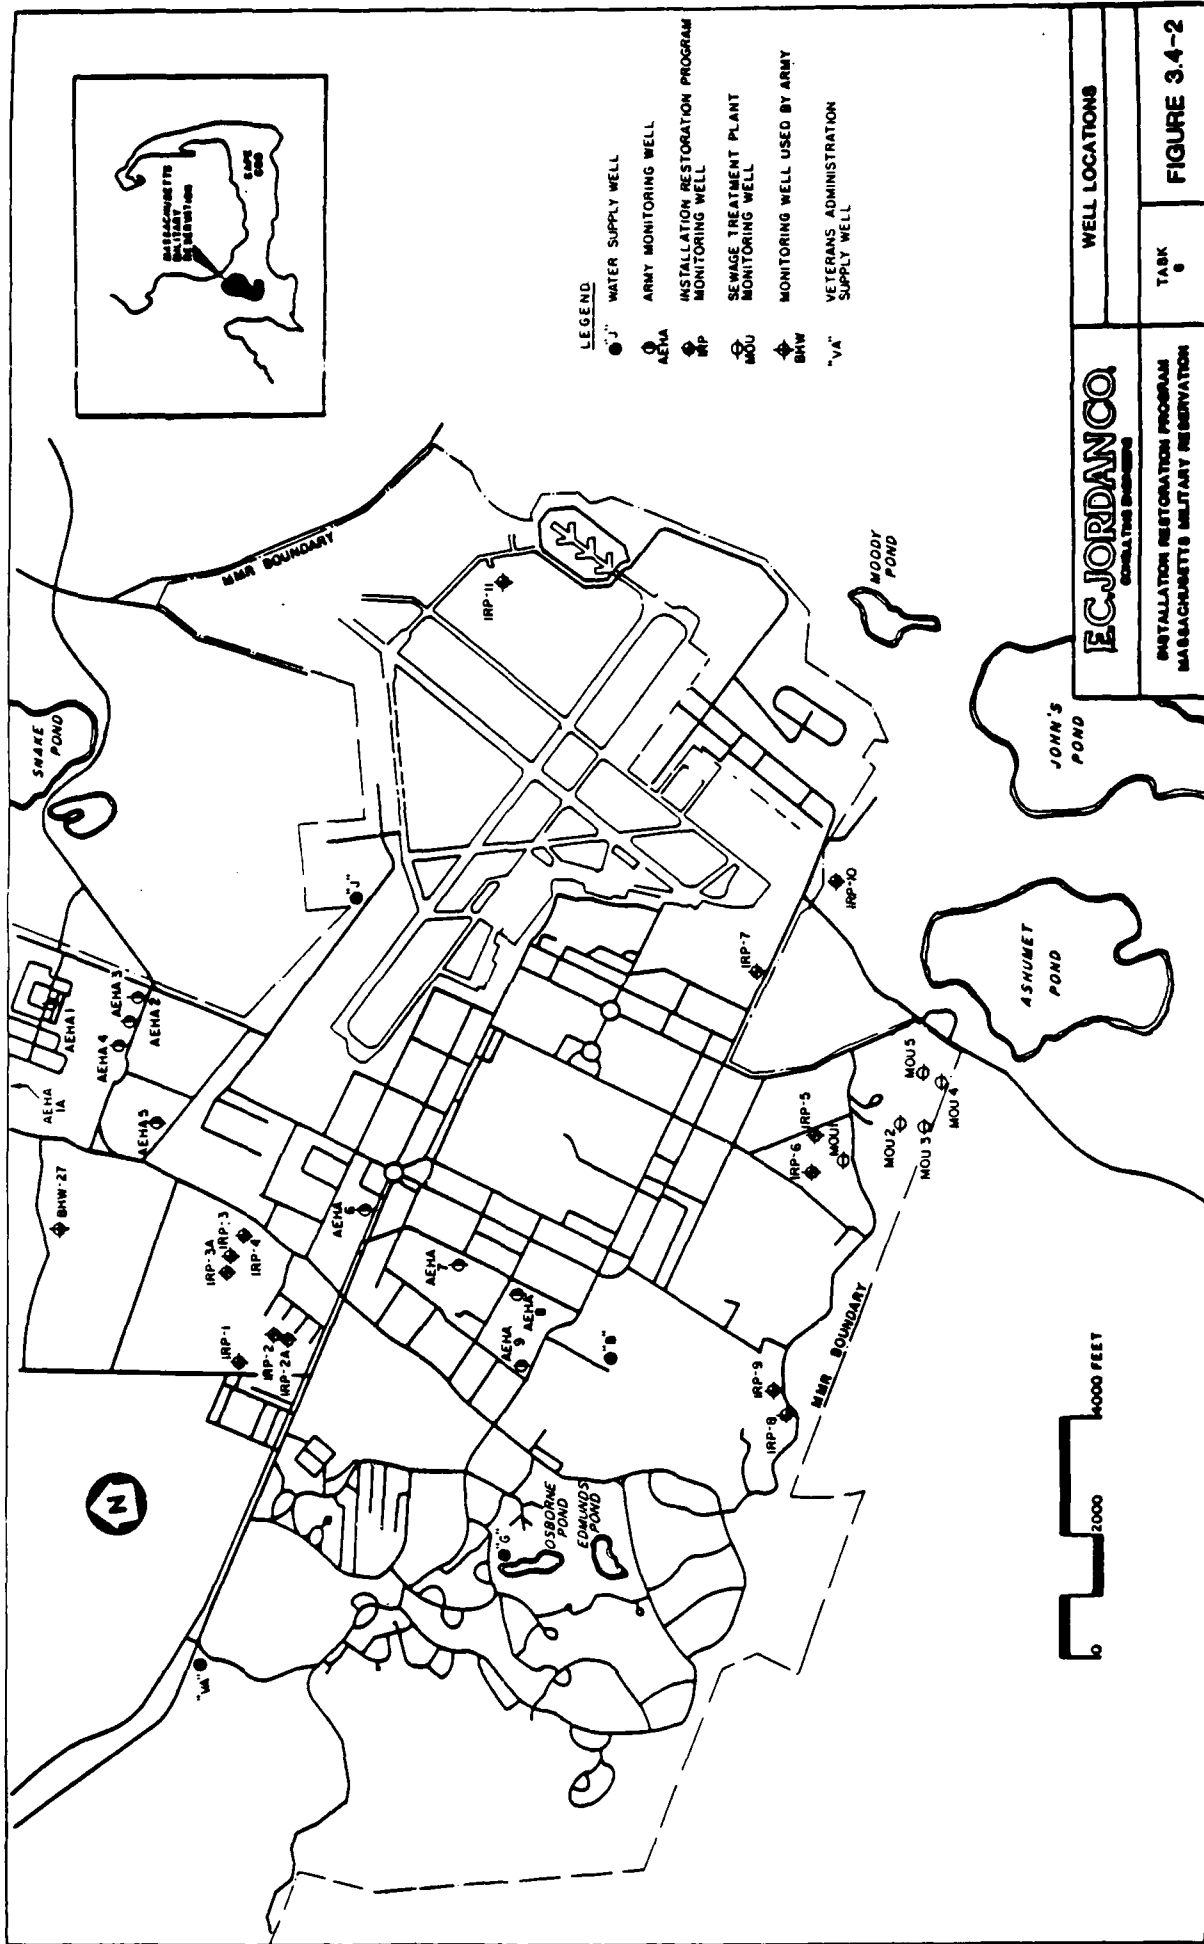 MASSACHUSETTS
MILITARY
RESERVATION
CAPE
COD
LEGEND
"J" WATER SUPPLY WELL
AEHA ARMY MONITORING WELL
IRP INSTALLATION RESTORATION PROGRAM
MONITORING WELL
MOU SEWAGE TREATMENT PLANT
MONITORING WELL
BHW MONITORING WELL USED BY ARMY
"VA" VETERANS ADMINISTRATION
SUPPLY WELL
N
SNAKE
POND
MMR BOUNDARY
AEHA
1A
AEHA 1
AEHA 4
AEHA 3
AEHA 2
AEHA 5
BHW-27
"J"
IRP-11
IRP-3A
IRP-3
IRP-4
IRP-1
IRP-2
IRP-2A
"VA"
AEHA
6
AEHA
7
AEHA
8
AEHA
9
"B"
"G"
OSBORNE
POND
EDMUNDS
POND
IRP-7
IRP-10
IRP-5
IRP-6
MOU1
MOU 2
MOU 3
MOU 4
MOU 5
IRP-9
IRP-8
MMR BOUNDARY
MOODY
POND
JOHN'S
POND
ASHUMET
POND
0 2000 4000 FEET
E.C.JORDAN CO.
CONSULTING ENGINEERS
INSTALLATION RESTORATION PROGRAM
MASSACHUSETTS MILITARY RESERVATION
WELL LOCATIONS
TASK
6
FIGURE 3.4-2